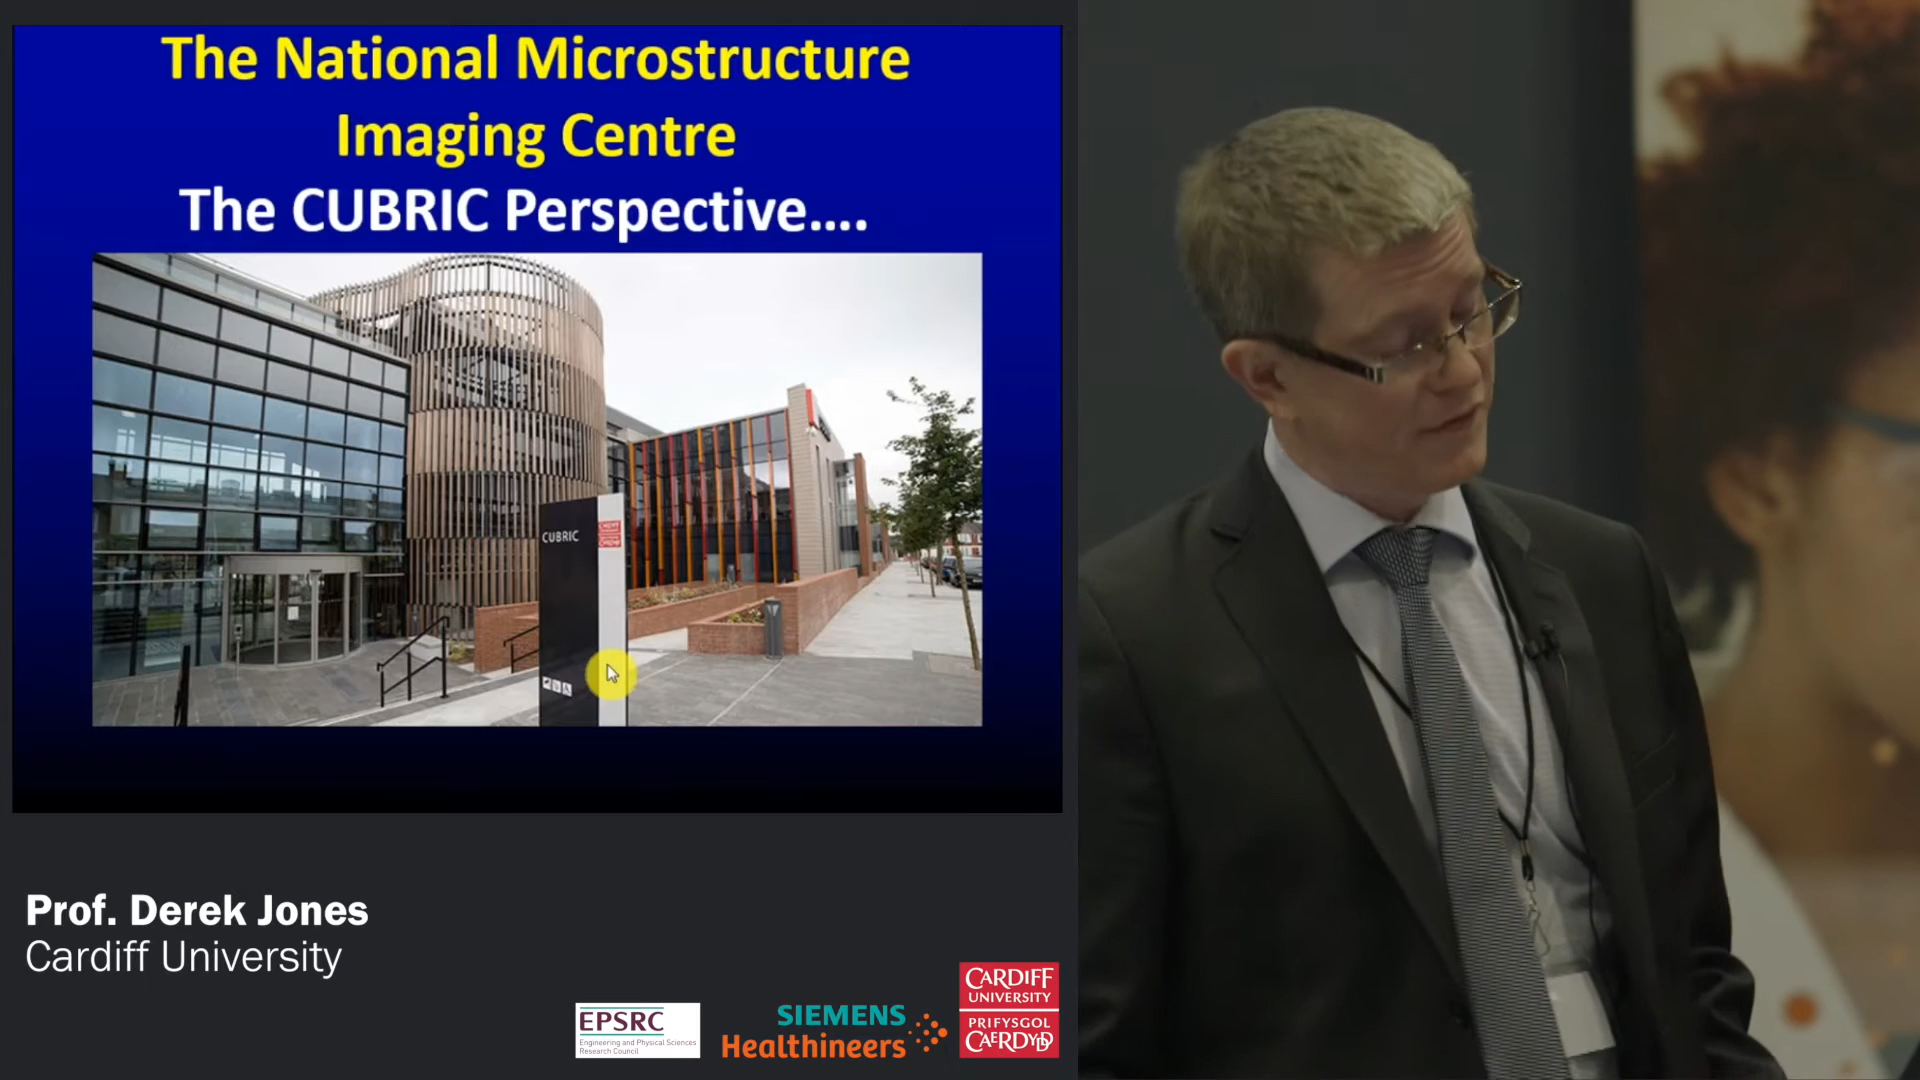 The National Microstructure
Imaging Centre
The CUBRIC Perspective....
CUBRIC
Prof. Derek Jones
Cardiff University
EPSRC
Engineering and Physical Sciences
Research Council
SIEMENS
Healthineers
CARDIFF
UNIVERSITY
PRIFYSGOL
CAERDYDD